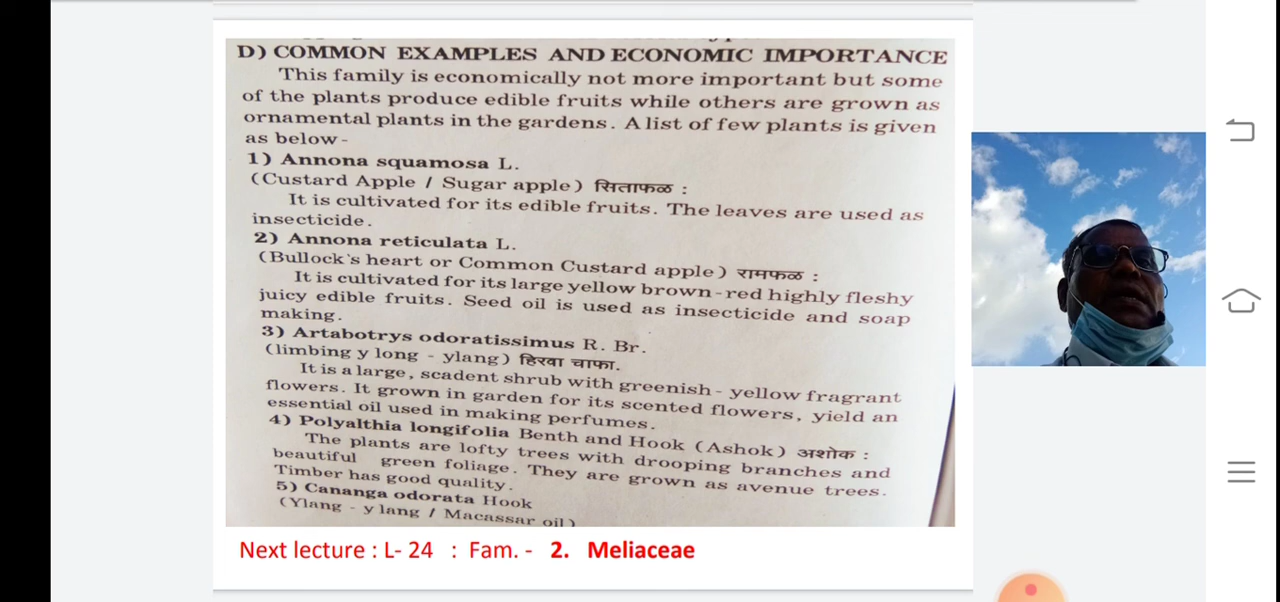 D) COMMON EXAMPLES AND ECONOMIC IMPORTANCE
This family is economically not more important but some
of the plants produce edible fruits while others are grown as
ornamental plants in the gardens. A list of few plants is given
as below -
1) Annona squamosa L.
(Custard Apple / Sugar apple) सिताफळ :
It is cultivated for its edible fruits. The leaves are used as
insecticide.
2) Annona reticulata L.
(Bullock's heart or Common Custard apple) रामफळ :
It is cultivated for its large yellow brown-red highly fleshy
juicy edible fruits. Seed oil is used as insecticide and soap
making.
3) Artabotrys odoratissimus R. Br.
(limbing y long - ylang) हिरवा चाफा.
It is a large, scadent shrub with greenish-yellow fragrant
flowers. It grown in garden for its scented flowers, yield an
essential oil used in making perfumes.
4) Polyalthia longifolia Benth and Hook (Ashok) अशोक :
The plants are lofty trees with drooping branches and
beautiful green foliage. They are grown as avenue trees.
Timber has good quality.
5) Cananga odorata Hook
(Ylang - y lang / Macassar oil)
Next lecture : L- 24 : Fam. - 2. Meliaceae